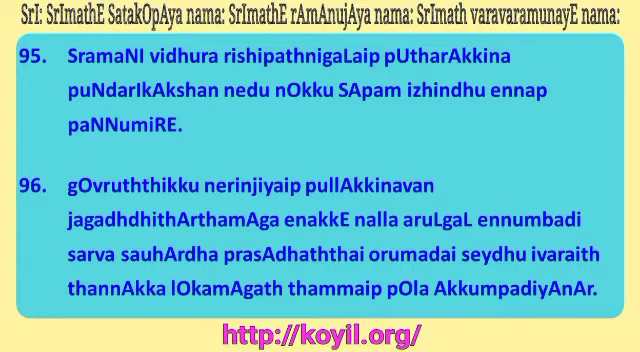 SrI: SrImathE SatakOpAya nama: SrImathE rAmAnujAya nama: SrImath varavaramunayE nama:
95. SramaNI vidhura rishipathnigaLaip pUtharAkkina
puNdarIkAkshan nedu nOkku SApam izhindhu ennap
paNNumiRE.
96. gOvruththikku nerinjiyaip pullAkkinavan
jagadhdhithArthamAga enakkE nalla aruLgaL ennumbadi
sarva sauhArdha prasAdhaththai orumadai seydhu ivaraith
thannAkka lOkamAgath thammaip pOla AkkumpadiyAnAr.
http://koyil.org/